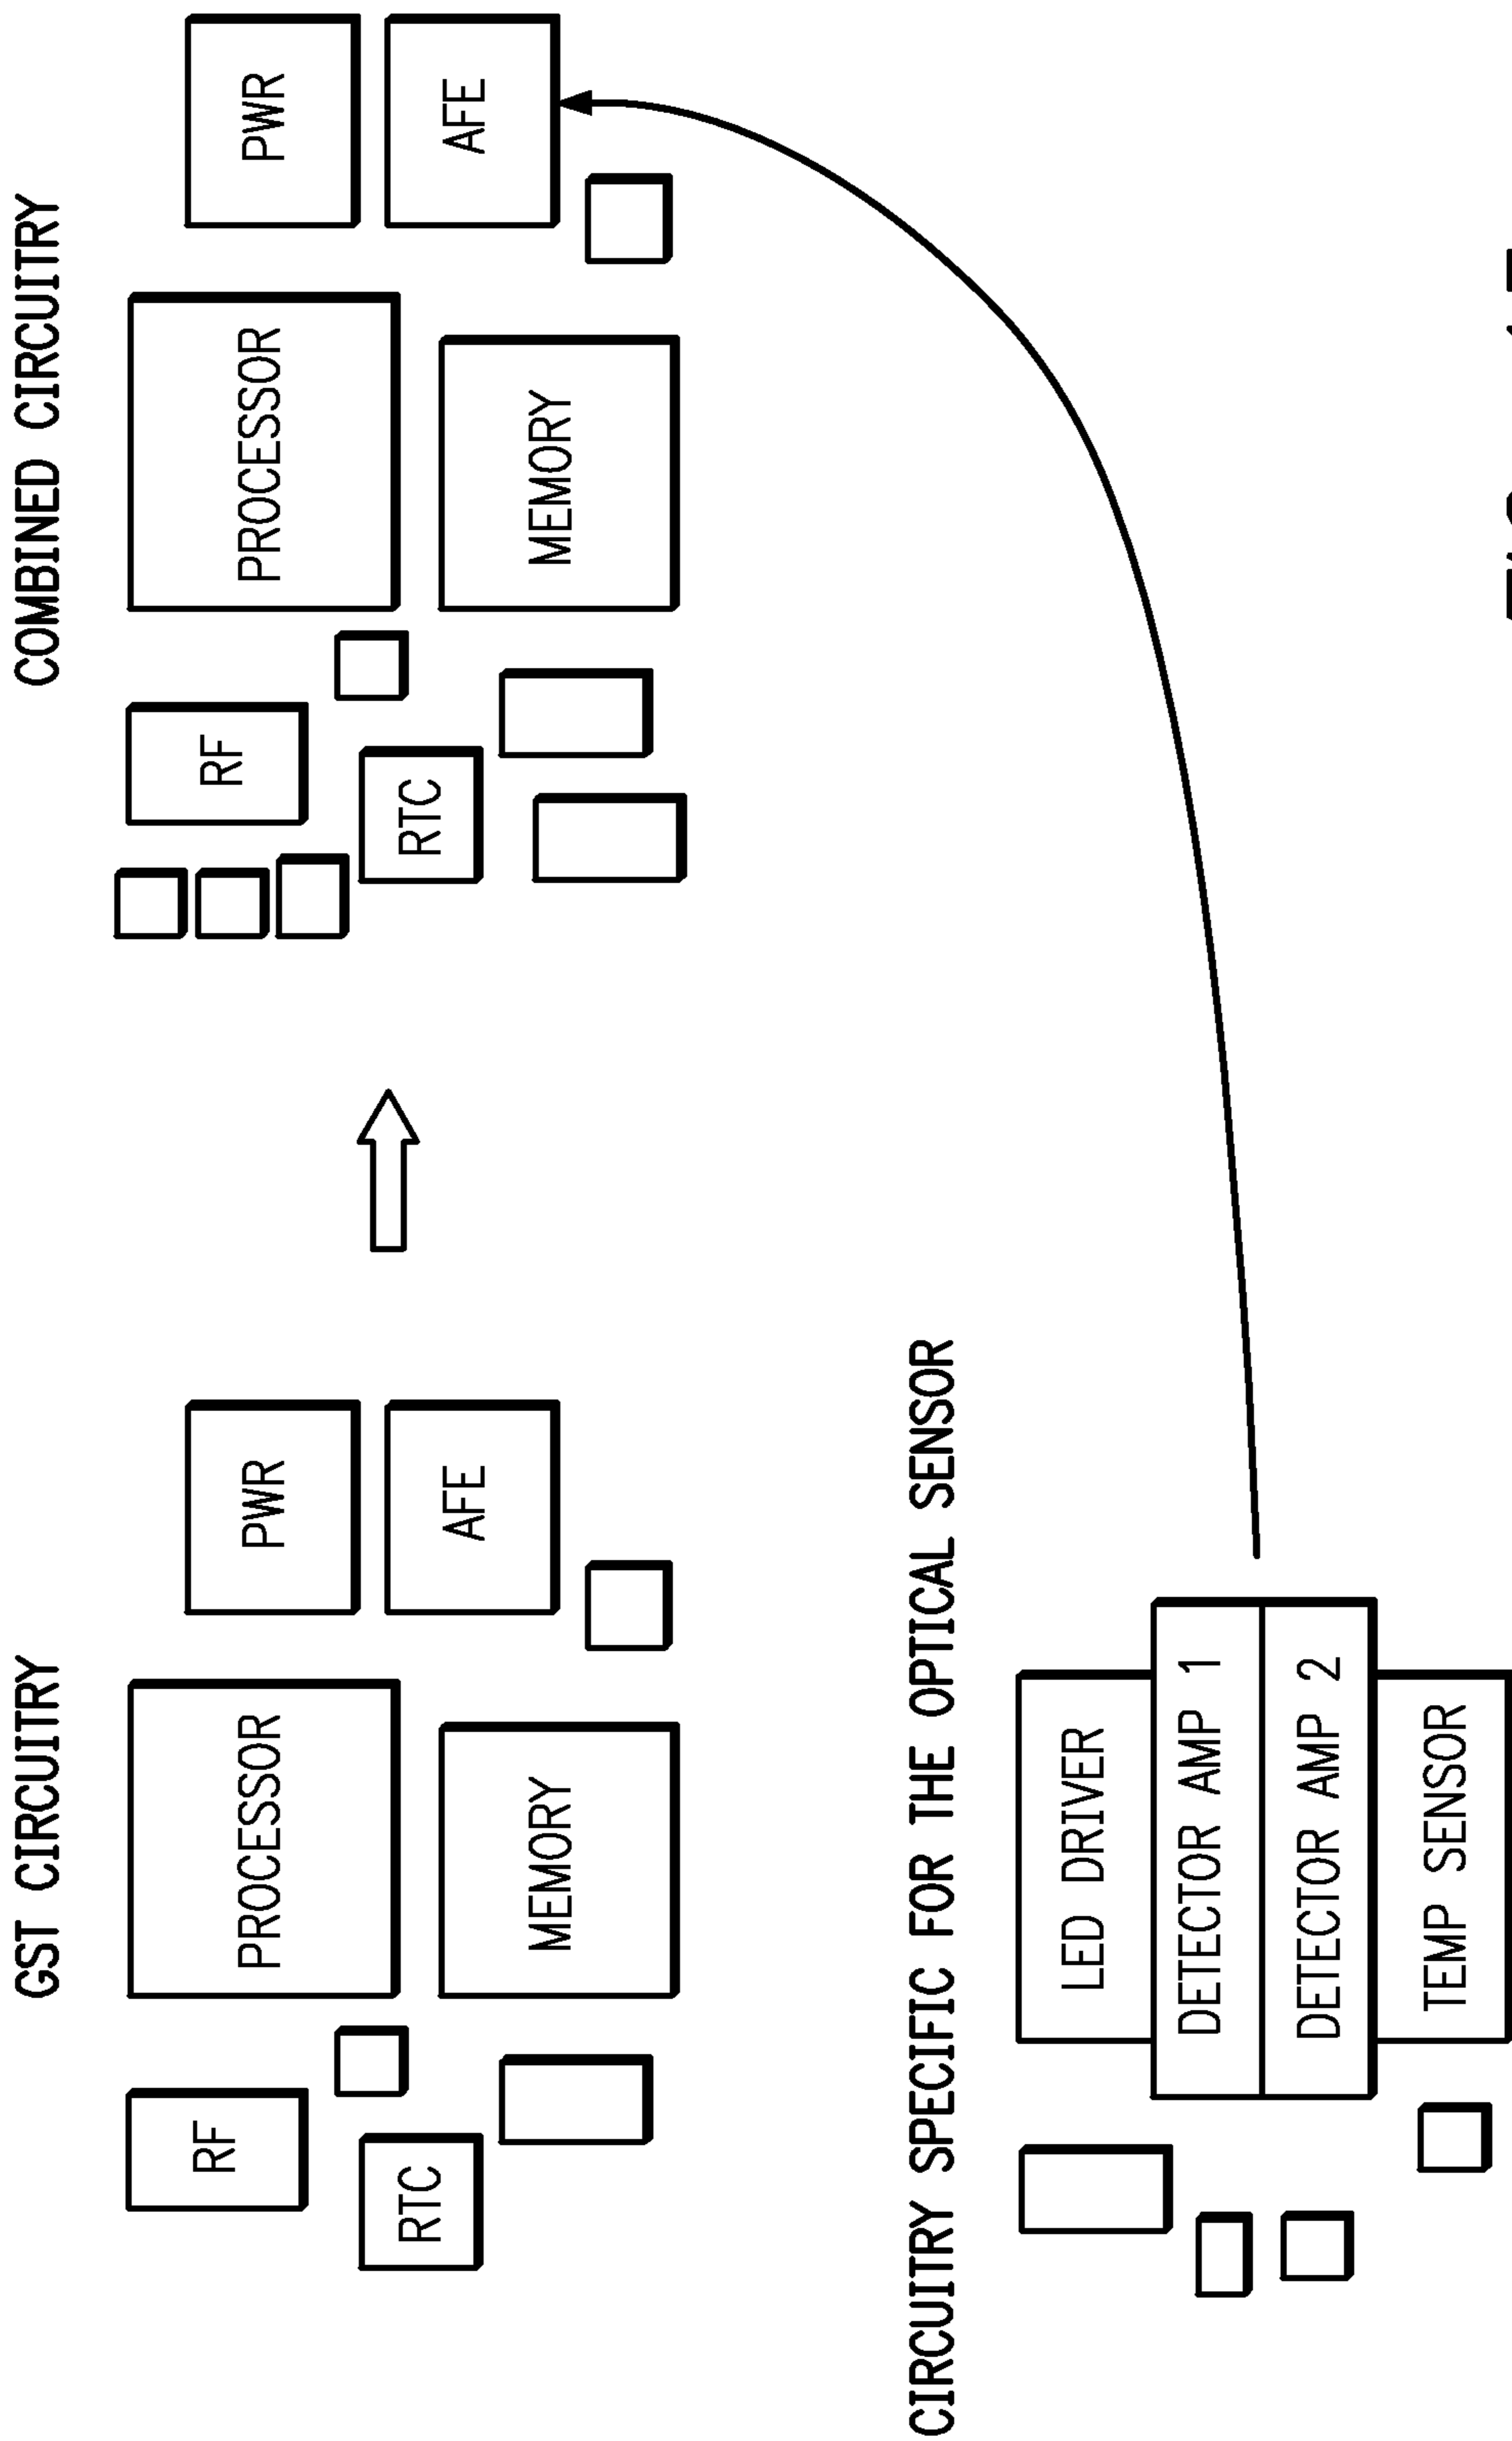 GST CIRCUITRY
RF
PROCESSOR
PWR
RTC
MEMORY
AFE
COMBINED CIRCUITRY
RF
PROCESSOR
PWR
RTC
MEMORY
AFE
CIRCUITRY SPECIFIC FOR THE OPTICAL SENSOR
LED DRIVER
DETECTOR AMP 1
DETECTOR AMP 2
TEMP SENSOR